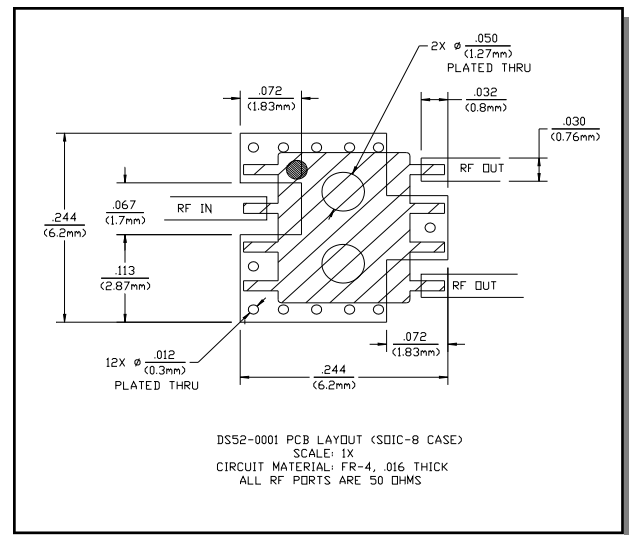 2X ø .050
(1.27mm)
PLATED THRU
.072
(1.83mm)
.032
(0.8mm)
.030
(0.76mm)
RF OUT
.067
(1.7mm)
RF IN
.244
(6.2mm)
.113
(2.87mm)
RF OUT
.072
(1.83mm)
12X ø .012
(0.3mm)
PLATED THRU
.244
(6.2mm)
DS52-0001 PCB LAYOUT (SOIC-8 CASE)
SCALE: 1X
CIRCUIT MATERIAL: FR-4, .016 THICK
ALL RF PORTS ARE 50 OHMS